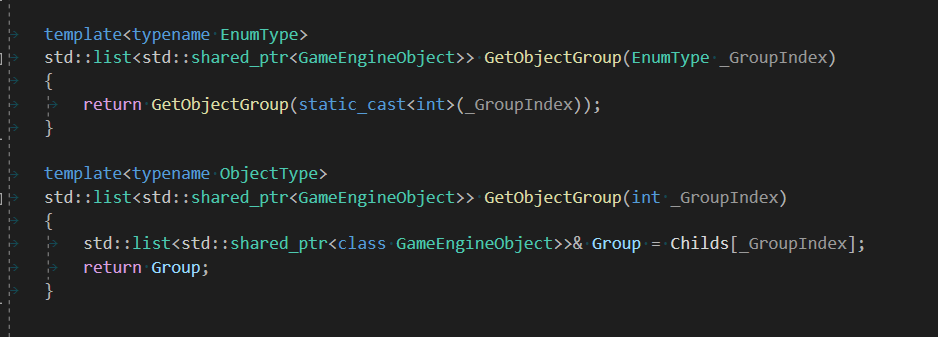 template<typename EnumType>
std::list<std::shared_ptr<GameEngineObject>> GetObjectGroup(EnumType _GroupIndex)
{
return GetObjectGroup(static_cast<int>(_GroupIndex));
}
template<typename ObjectType>
std::list<std::shared_ptr<GameEngineObject>> GetObjectGroup(int _GroupIndex)
{
std::list<std::shared_ptr<class GameEngineObject>>& Group = Childs[_GroupIndex];
return Group;
}